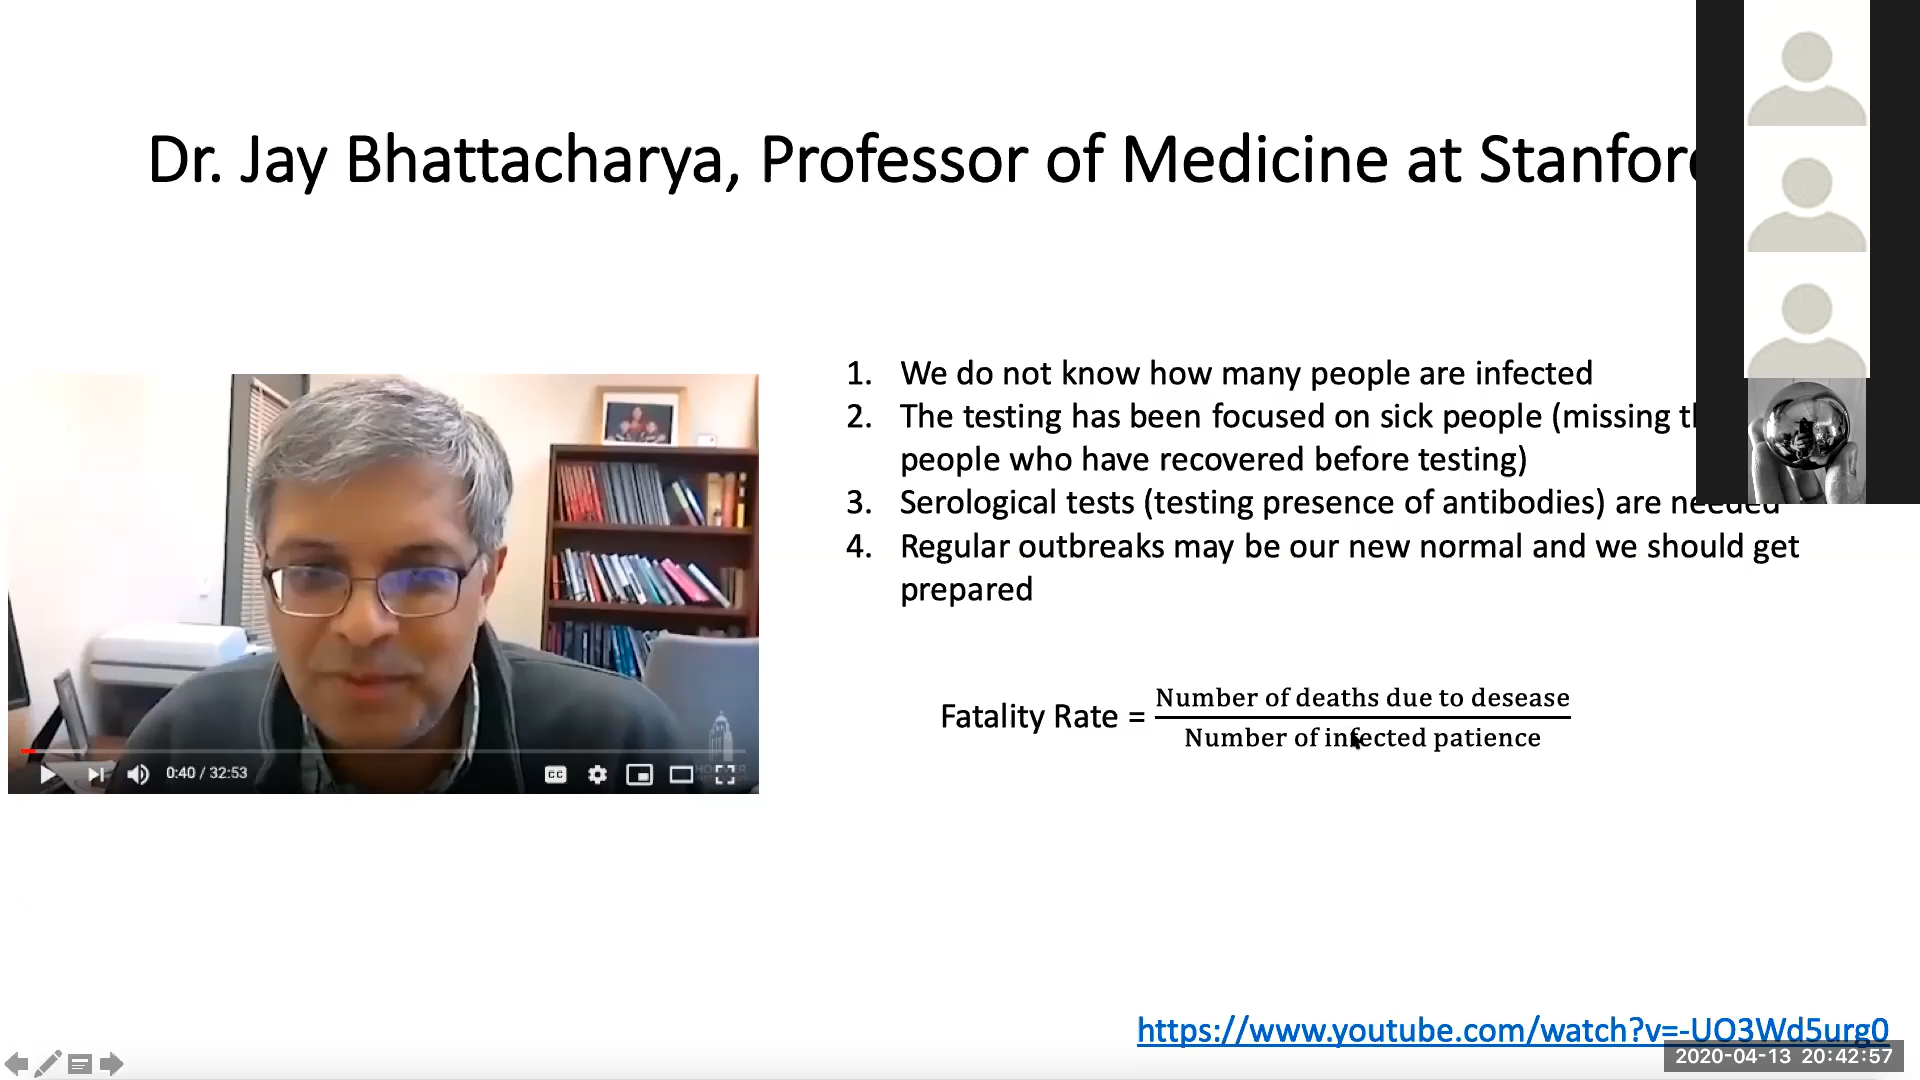 Dr. Jay Bhattacharya, Professor of Medicine at Stanford
1. We do not know how many people are infected
2. The testing has been focused on sick people (missing
people who have recovered before testing)
3. Serological tests (testing presence of antibodies) are needed
4. Regular outbreaks may be our new normal and we should get
prepared
Fatality Rate = Number of deaths due to desease
Number of infected patience
0:40 / 32:53
CC
HOOVER
https://www.youtube.com/watch?v=-UO3Wd5urg0
2020-04-13 20:42:57